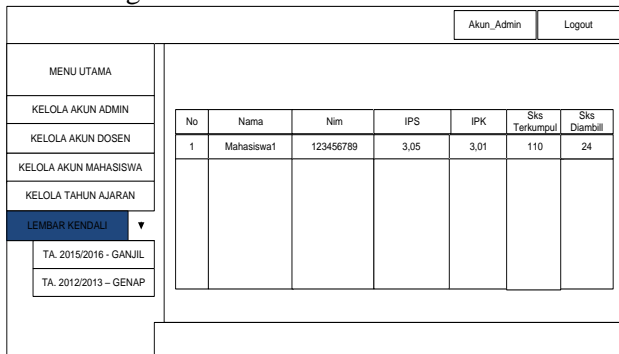 Akun_Admin Logout
MENU UTAMA
KELOLA AKUN ADMIN
KELOLA AKUN DOSEN
KELOLA AKUN MAHASISWA
KELOLA TAHUN AJARAN
LEMBAR KENDALI ▼
TA. 2015/2016 - GANJIL
TA. 2012/2013 – GENAP
No Nama Nim IPS IPK Sks Terkumpul Sks Diambill
1 Mahasiswa1 123456789 3,05 3,01 110 24